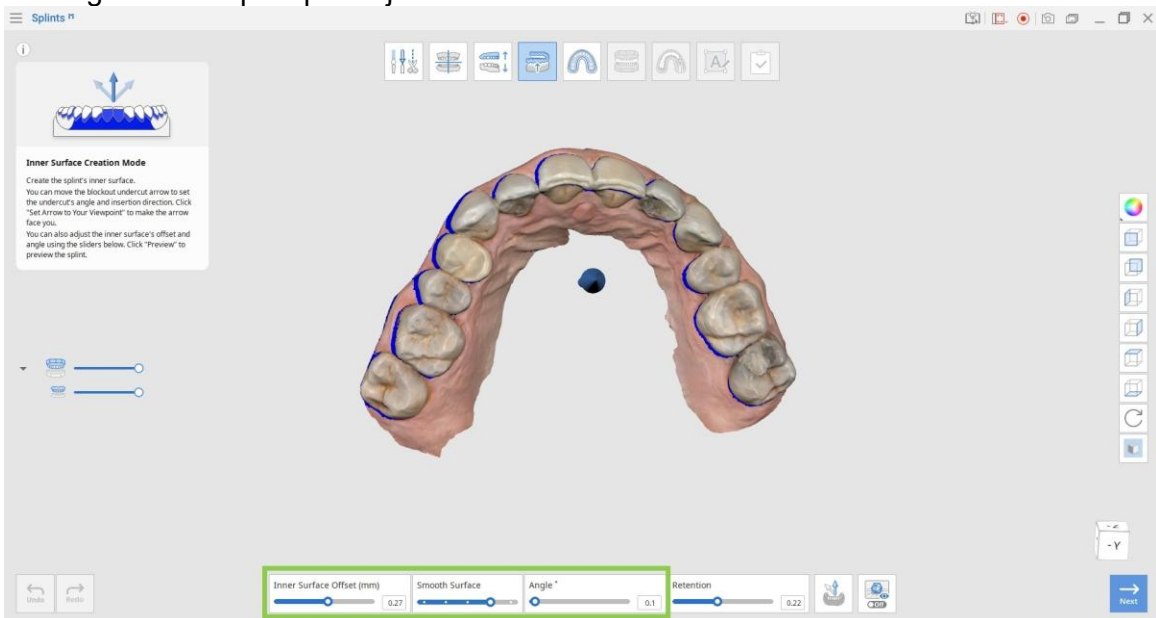 Splints
Inner Surface Creation Mode
Create the splint's inner surface.
You can move the blockout undercut arrow to set
the undercut's angle and insertion direction. Click
"Set Arrow to Your Viewpoint" to make the arrow
face you.
You can also adjust the inner surface's offset and
angle using the sliders below. Click "Preview" to
preview the splint.
- Y
Undo
Redo
Inner Surface Offset (mm)
0.27
Smooth Surface
Angle °
0.1
Retention
0.22
Off
Next